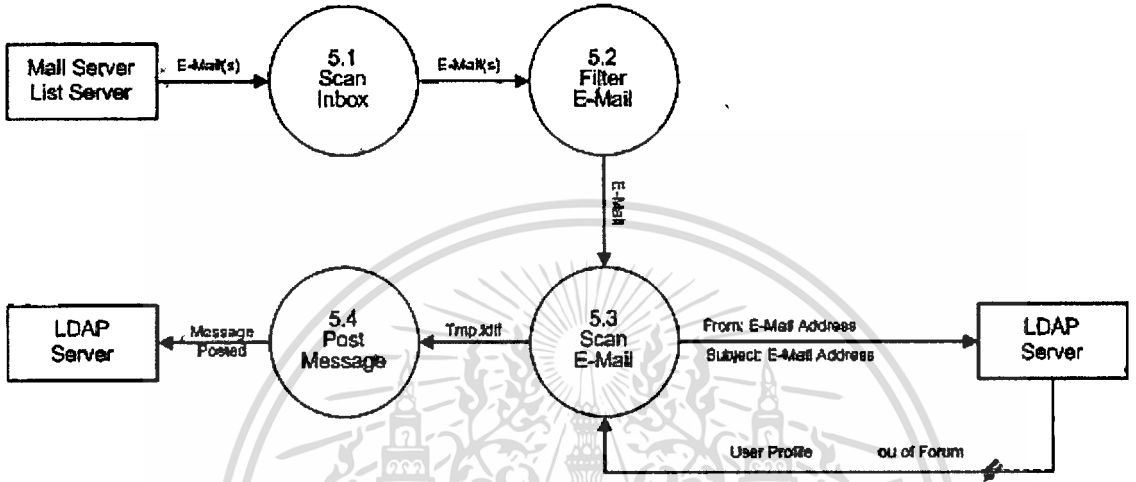 Mail Server
List Server
E-Mail(s)
5.1
Scan
Inbox
E-Mail(s)
5.2
Filter
E-Mail
E-Mail
LDAP
Server
Message
Posted
5.4
Post
Message
Tmp.ldif
5.3
Scan
E-Mail
From: E-Mail Address
Subject: E-Mail Address
LDAP
Server
User Profile
ou of Forum